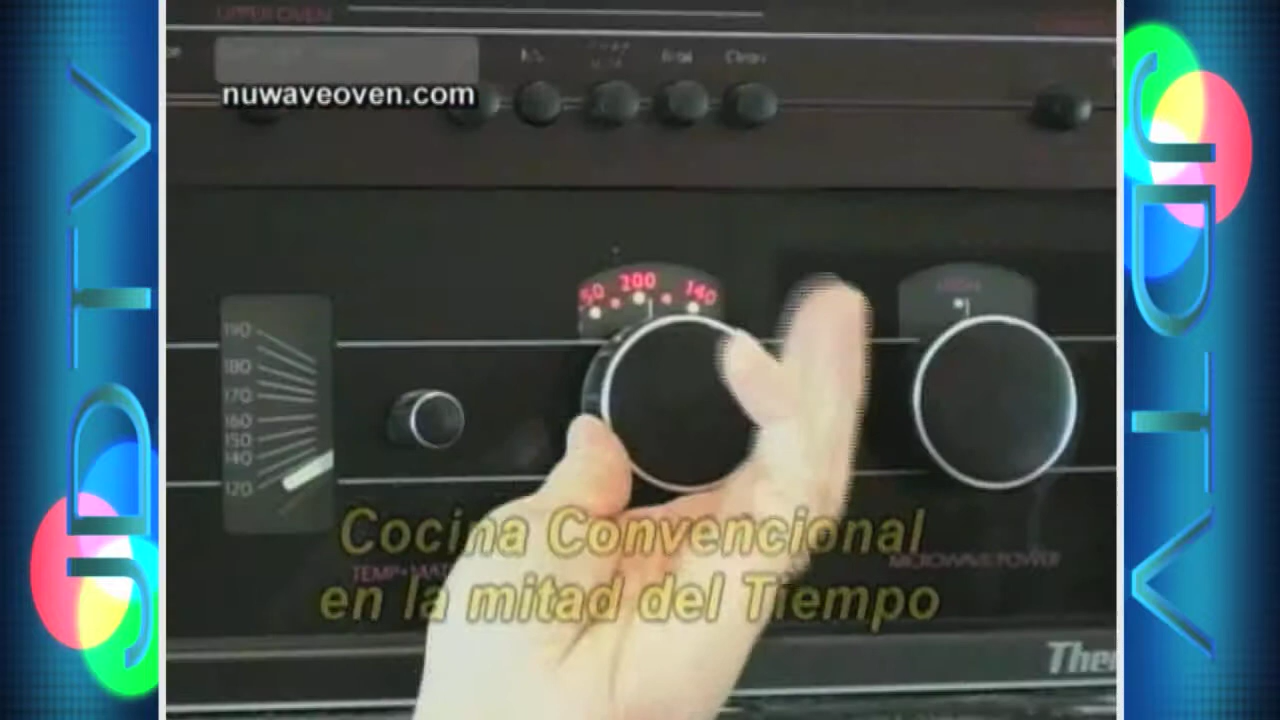 UPPER OVEN
nuwaveoven.com
Clean
200
140
190
180
170
160
150
140
120
Cocina Convencional
en la mitad del Tiempo
MICROWAVE POWER
JDTV
JDTV